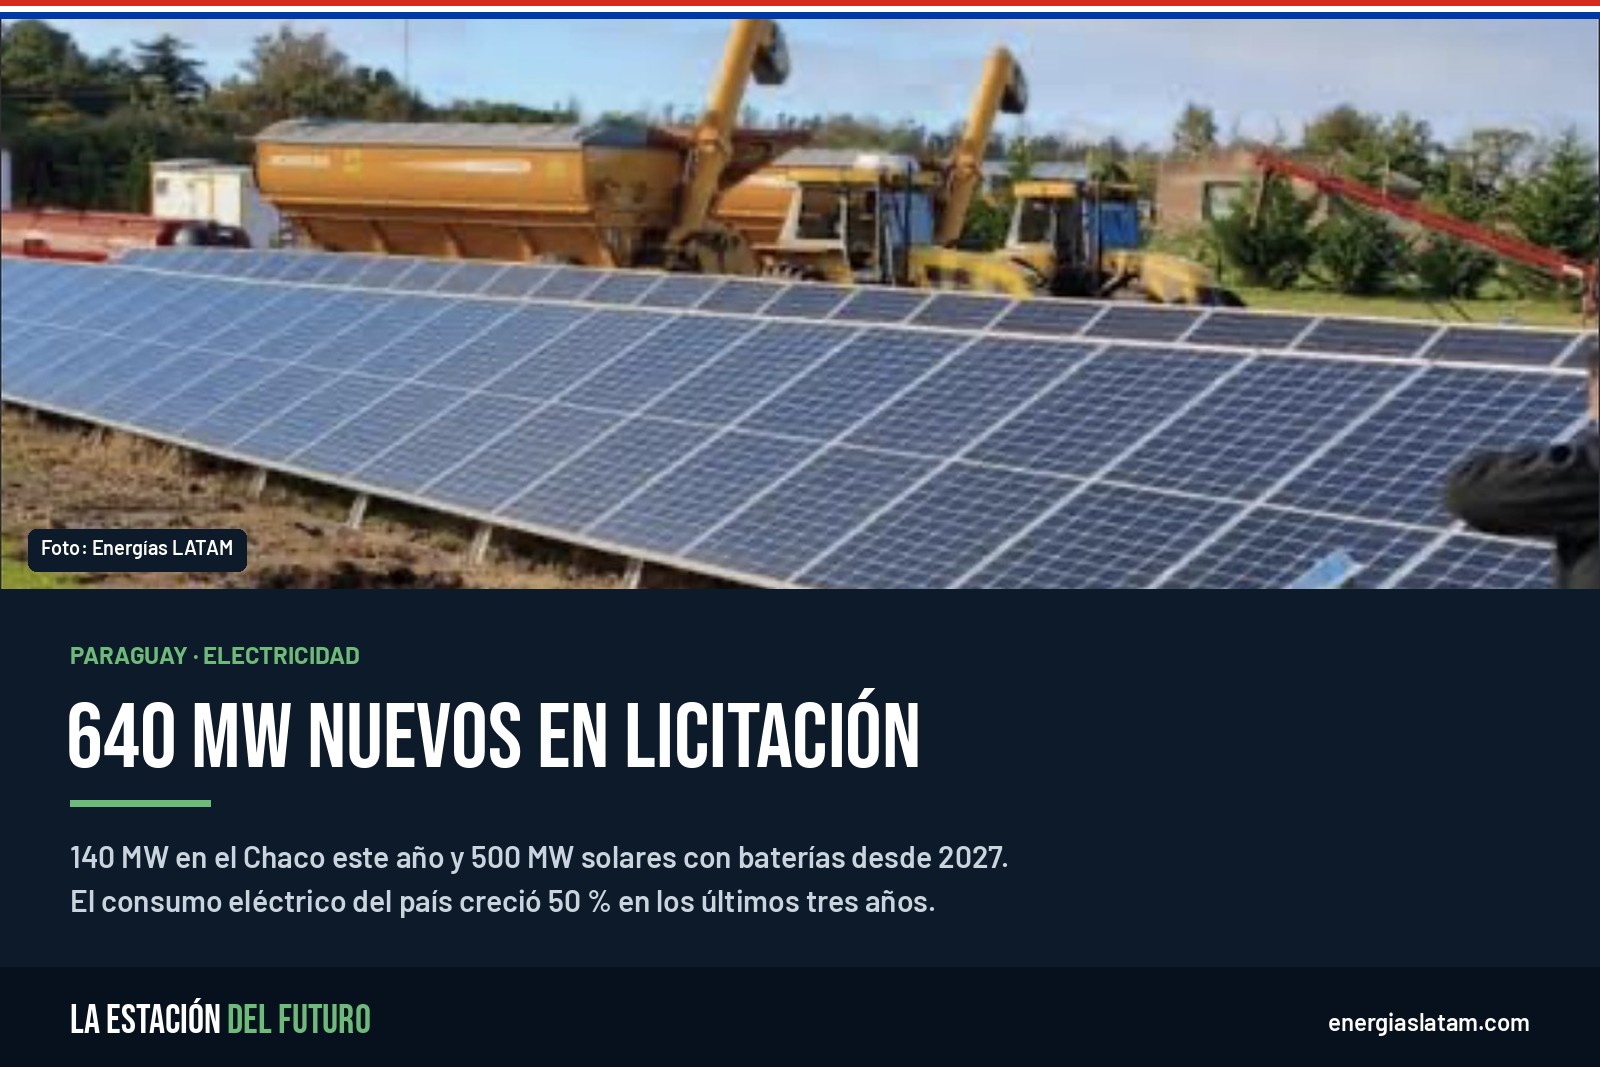 Foto: Energías LATAM
PARAGUAY · ELECTRICIDAD
640 MW NUEVOS EN LICITACIÓN
140 MW en el Chaco este año y 500 MW solares con baterías desde 2027.
El consumo eléctrico del país creció 50 % en los últimos tres años.
LA ESTACIÓN DEL FUTURO
energiaslatam.com